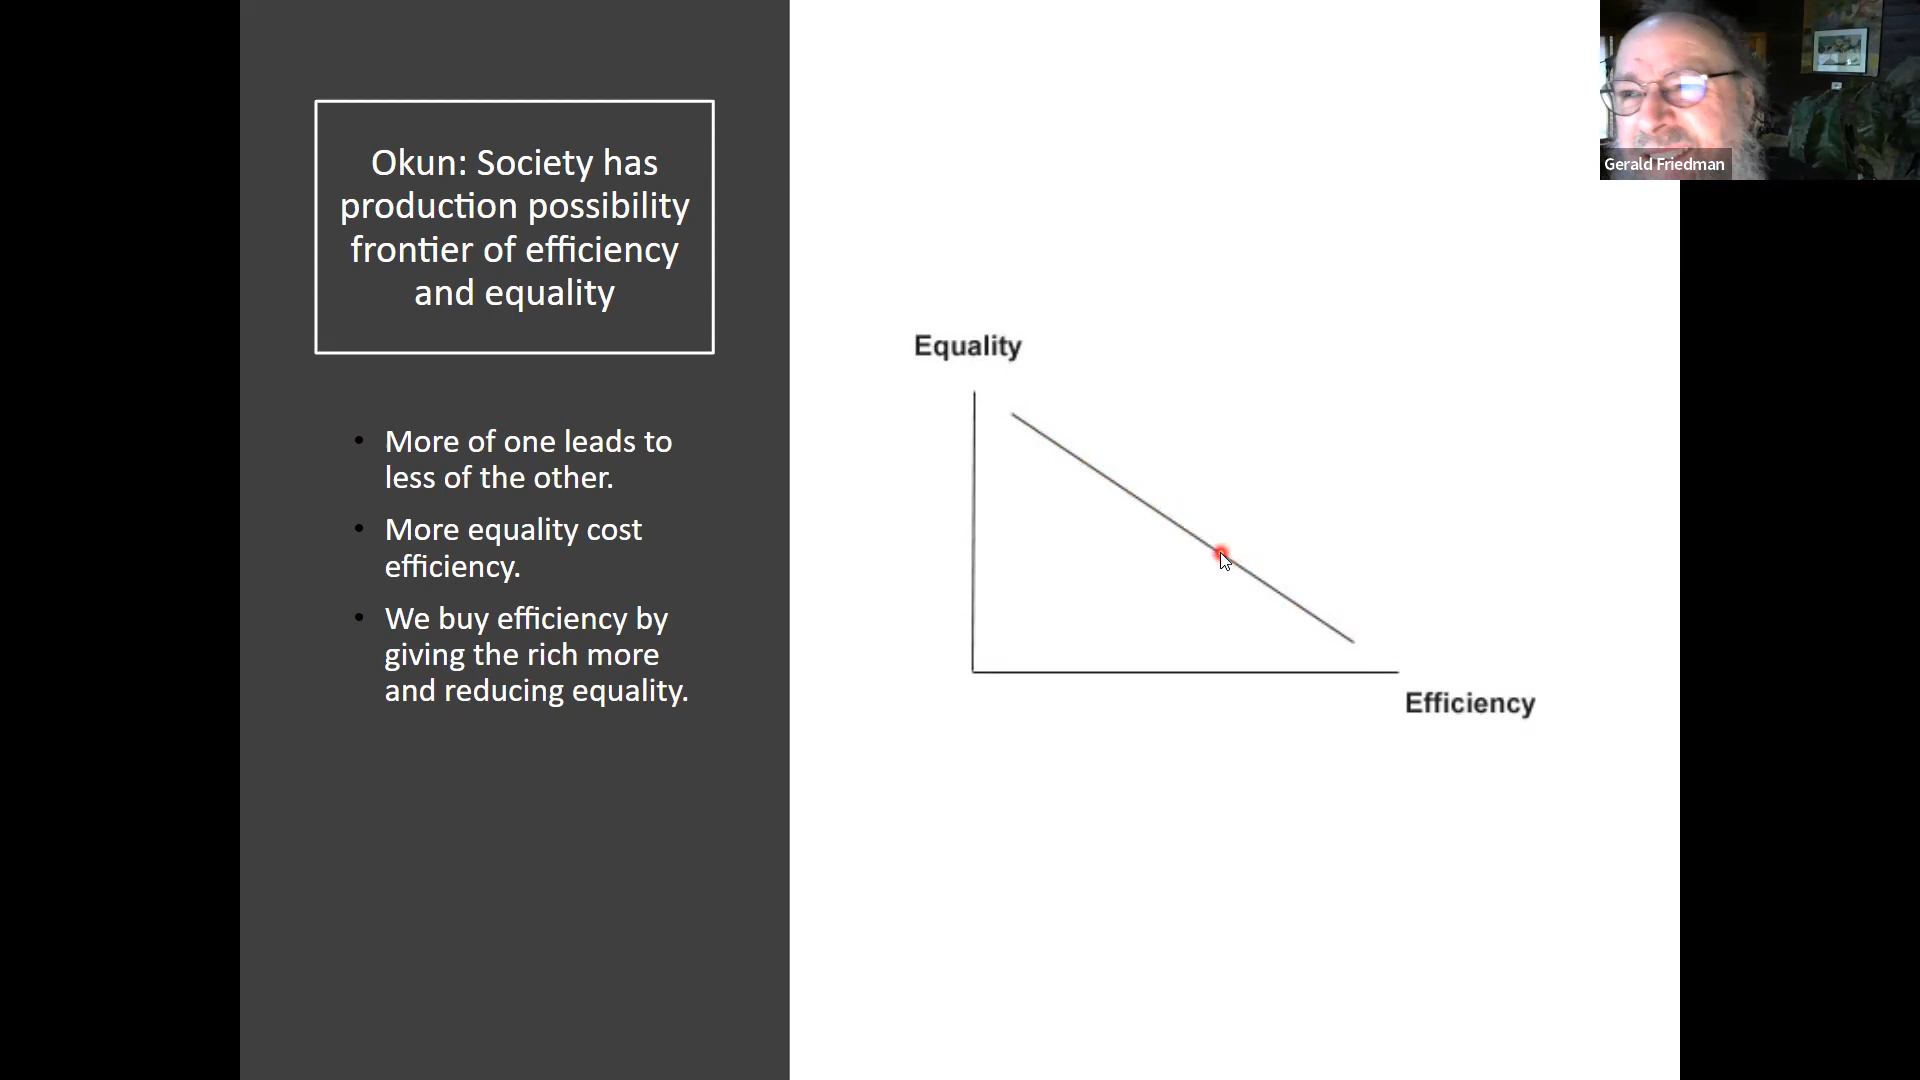 Okun: Society has
production possibility
frontier of efficiency
and equality
• More of one leads to
less of the other.
• More equality cost
efficiency.
• We buy efficiency by
giving the rich more
and reducing equality.
Equality
Efficiency
Gerald Friedman